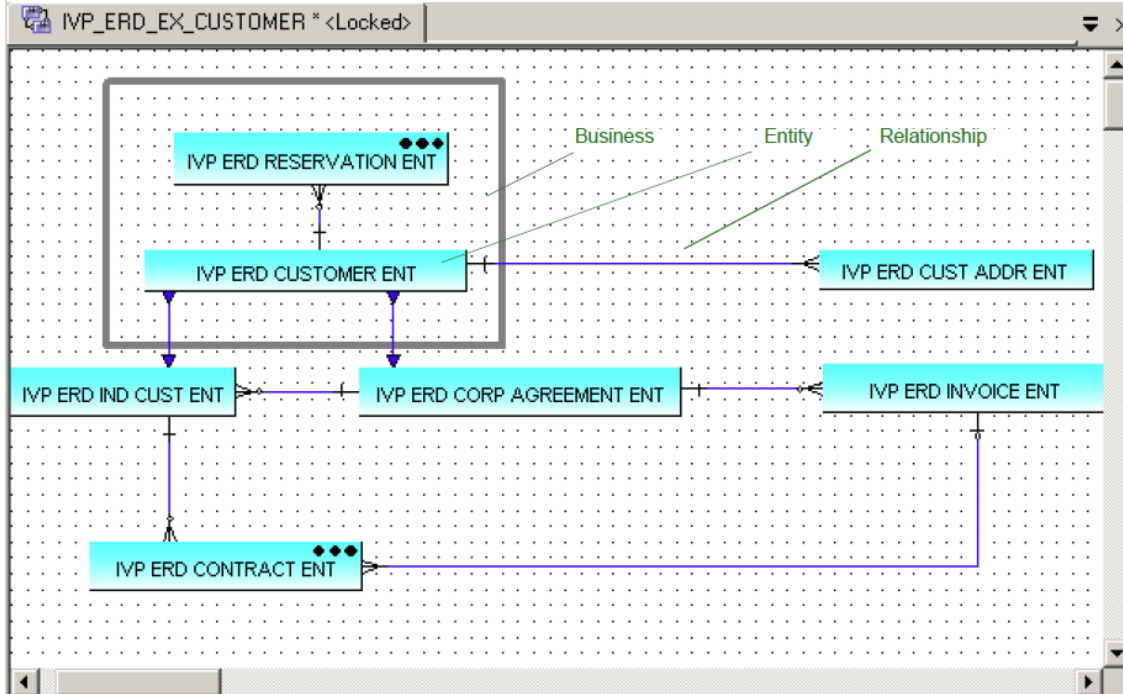 IVP_ERD_EX_CUSTOMER * <Locked>
Business Entity Relationship
IVP ERD RESERVATION ENT
IVP ERD CUSTOMER ENT
IVP ERD CUST ADDR ENT
IVP ERD IND CUST ENT
IVP ERD CORP AGREEMENT ENT
IVP ERD INVOICE ENT
IVP ERD CONTRACT ENT